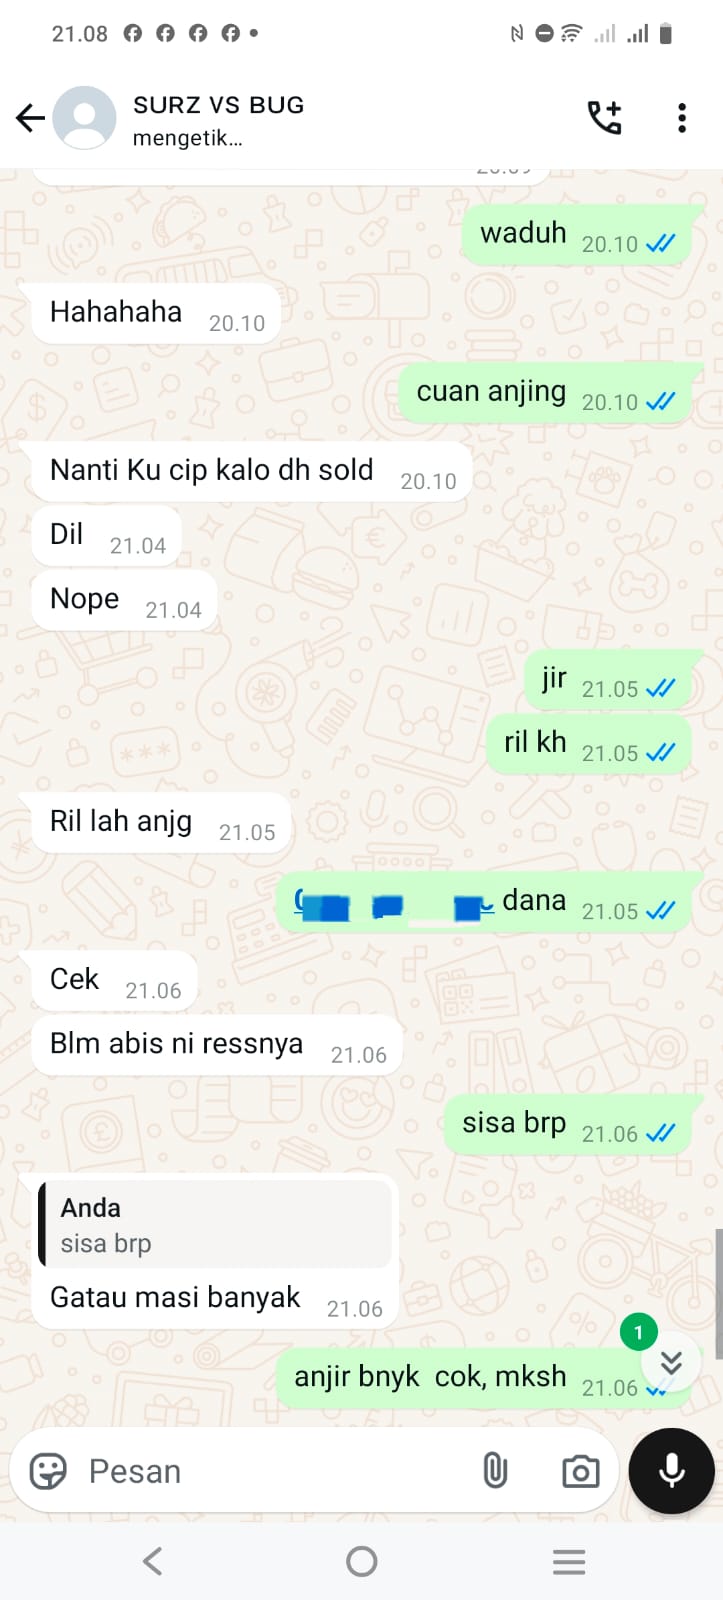 21.08
SURZ VS BUG
mengetik...
waduh 20.10
Hahahaha 20.10
cuan anjing 20.10
Nanti Ku cip kalo dh sold 20.10
Dil 21.04
Nope 21.04
jir 21.05
ril kh 21.05
Ril lah anjg 21.05
dana 21.05
Cek 21.06
Blm abis ni ressnya 21.06
sisa brp 21.06
Anda
sisa brp
Gatau masi banyak 21.06
1
anjir bnyk cok, mksh 21.06
Pesan